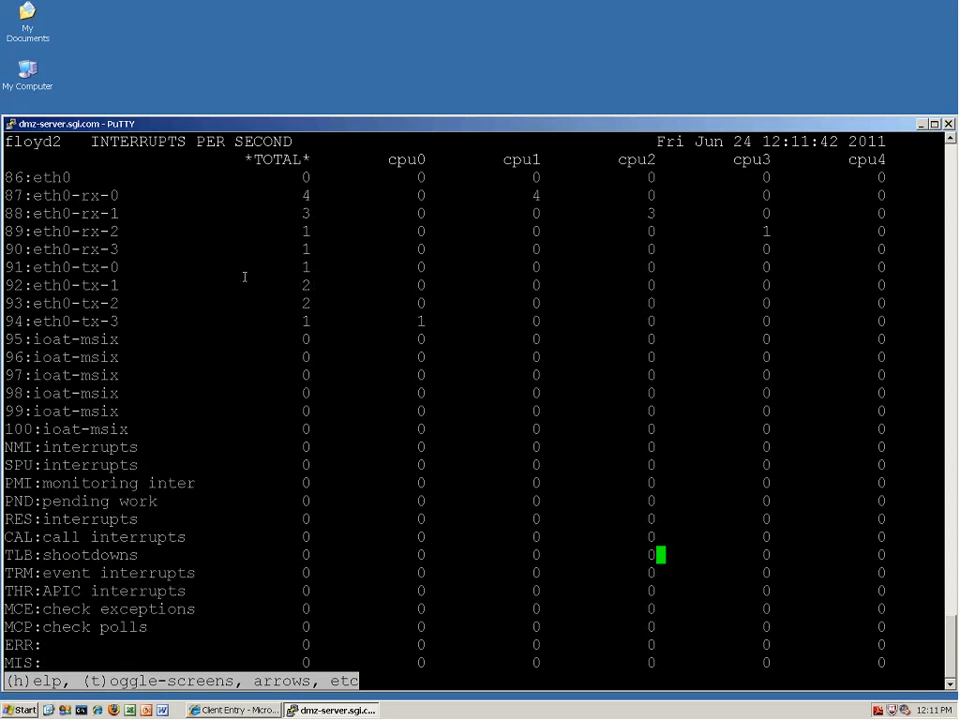 My
Documents
My Computer
dmz-server.sgi.com - PuTTY
floyd2 INTERRUPTS PER SECOND Fri Jun 24 12:11:42 2011
*TOTAL* cpu0 cpu1 cpu2 cpu3 cpu4
86:eth0 0 0 0 0 0 0
87:eth0-rx-0 4 0 4 0 0 0
88:eth0-rx-1 3 0 0 3 0 0
89:eth0-rx-2 1 0 0 0 1 0
90:eth0-rx-3 1 0 0 0 0 0
91:eth0-tx-0 1 0 0 0 0 0
92:eth0-tx-1 2 0 0 0 0 0
93:eth0-tx-2 2 0 0 0 0 0
94:eth0-tx-3 1 1 0 0 0 0
95:ioat-msix 0 0 0 0 0 0
96:ioat-msix 0 0 0 0 0 0
97:ioat-msix 0 0 0 0 0 0
98:ioat-msix 0 0 0 0 0 0
99:ioat-msix 0 0 0 0 0 0
100:ioat-msix 0 0 0 0 0 0
NMI:interrupts 0 0 0 0 0 0
SPU:interrupts 0 0 0 0 0 0
PMI:monitoring inter 0 0 0 0 0 0
PND:pending work 0 0 0 0 0 0
RES:interrupts 0 0 0 0 0 0
CAL:call interrupts 0 0 0 0 0 0
TLB:shootdowns 0 0 0 0 0 0
TRM:event interrupts 0 0 0 0 0 0
THR:APIC interrupts 0 0 0 0 0 0
MCE:check exceptions 0 0 0 0 0 0
MCP:check polls 0 0 0 0 0 0
ERR: 0 0 0 0 0 0
MIS: 0 0 0 0 0 0
(h)elp, (t)oggle-screens, arrows, etc
Start Client Entry - Micro... dmz-server.sgi.c... 12:11 PM